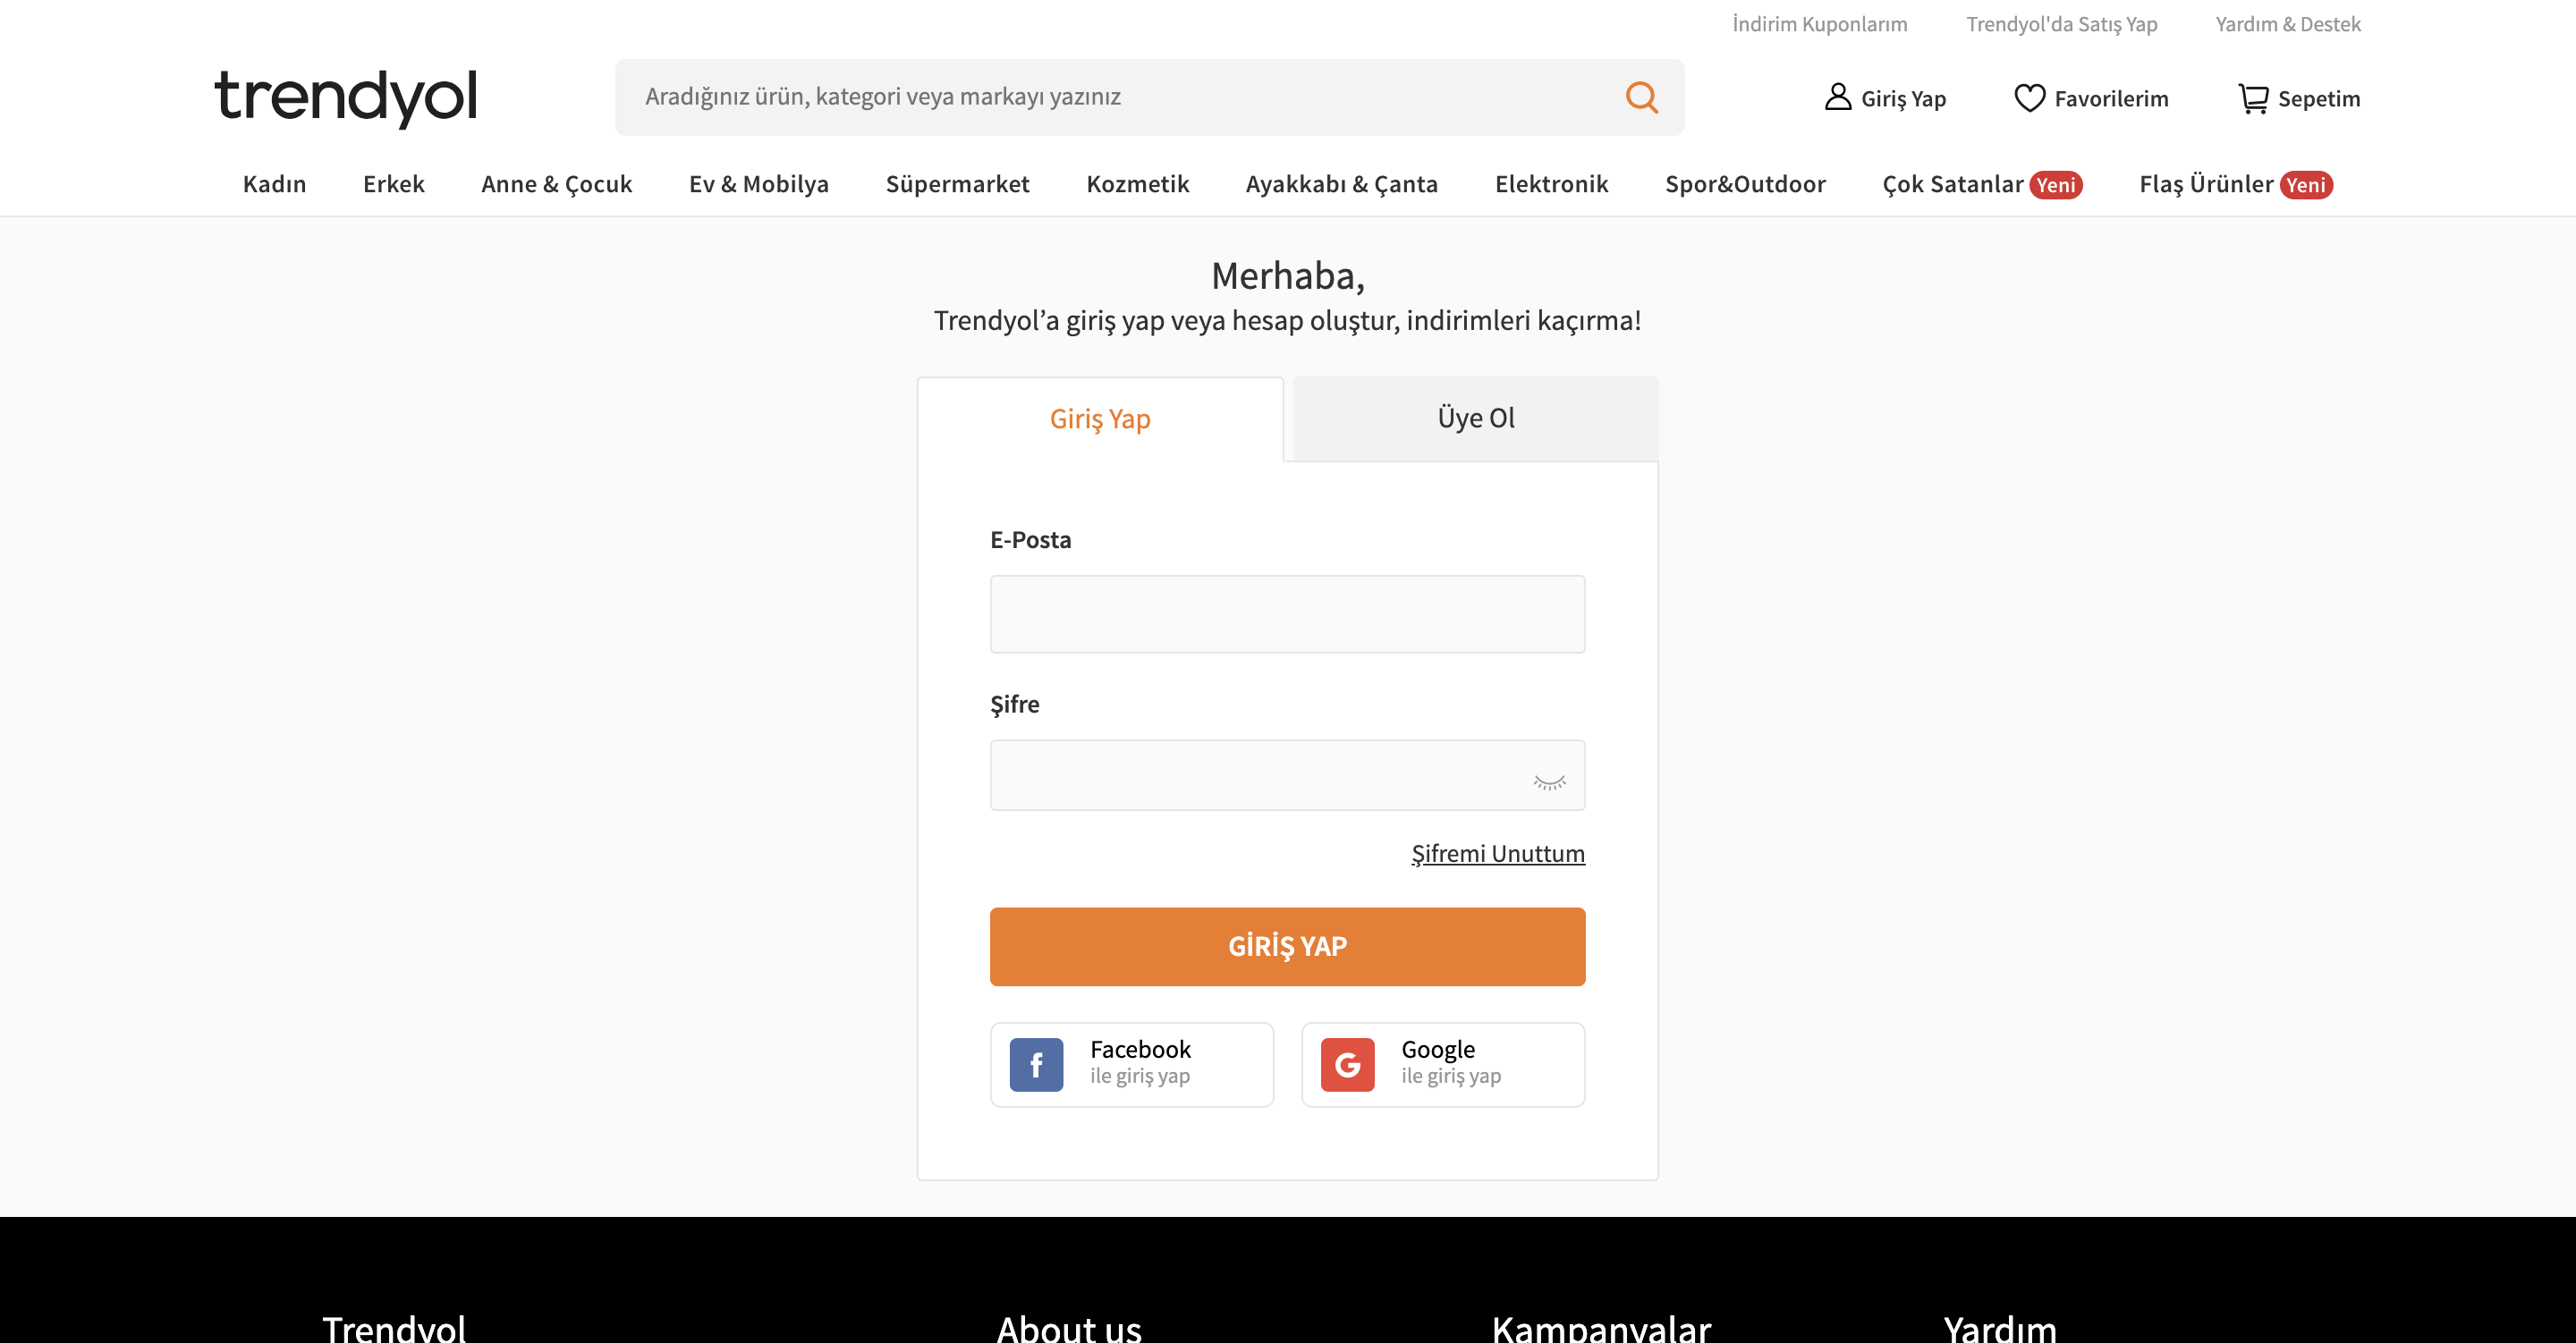 İndirim Kuponlarım Trendyol'da Satış Yap Yardım & Destek
trendyol
Aradığınız ürün, kategori veya markayı yazınız
Giriş Yap Favorilerim Sepetim
Kadın Erkek Anne & Çocuk Ev & Mobilya Süpermarket Kozmetik Ayakkabı & Çanta Elektronik Spor&Outdoor Çok Satanlar Yeni Flaş Ürünler Yeni
Merhaba,
Trendyol’a giriş yap veya hesap oluştur, indirimleri kaçırma!
Giriş Yap Üye Ol
E-Posta
Şifre
Şifremi Unuttum
GİRİŞ YAP
f Facebook
ile giriş yap
G Google
ile giriş yap
Trendyol About us Kampanyalar Yardım